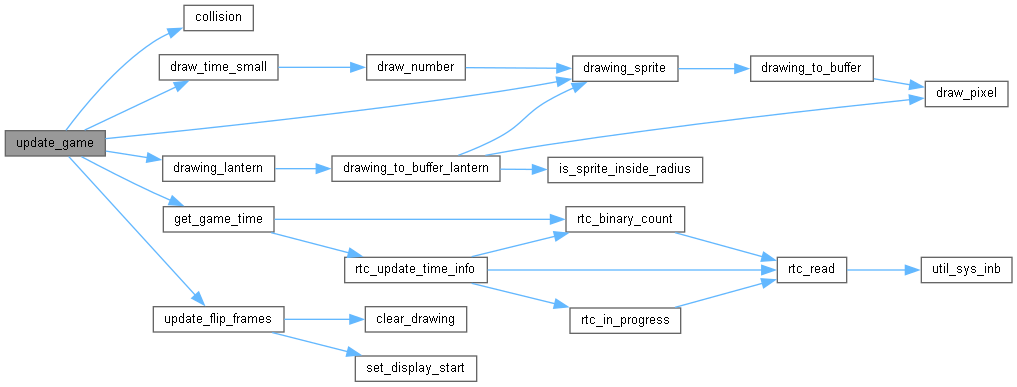 collision
draw_time_small
draw_number
drawing_sprite
drawing_to_buffer
draw_pixel
update_game
drawing_lantern
drawing_to_buffer_lantern
is_sprite_inside_radius
get_game_time
rtc_binary_count
rtc_update_time_info
rtc_read
util_sys_inb
update_flip_frames
clear_drawing
rtc_in_progress
set_display_start